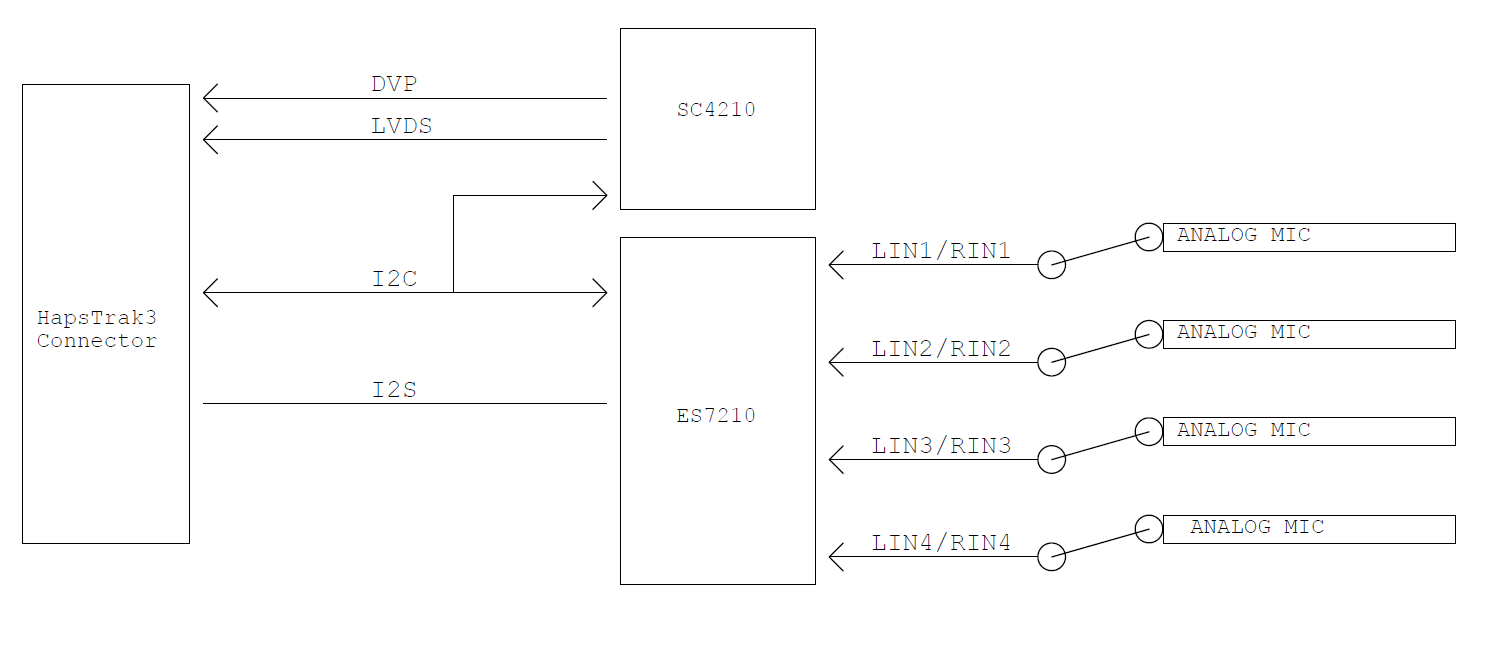 DVP
SC4210
LVDS
LIN1/RIN1
ANALOG MIC
I2C
HapsTrak3
Connector
LIN2/RIN2
ANALOG MIC
I2S
ES7210
LIN3/RIN3
ANALOG MIC
LIN4/RIN4
ANALOG MIC